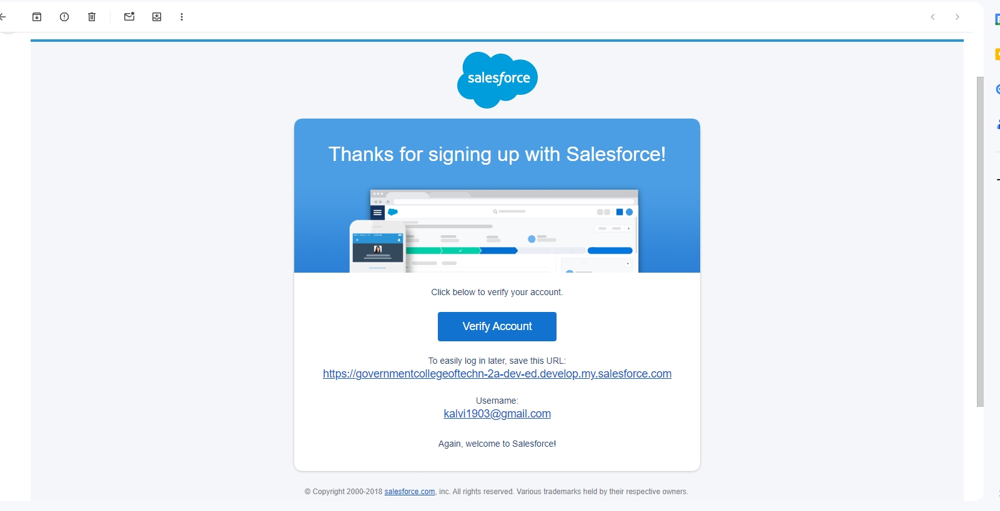 salesforce
Thanks for signing up with Salesforce!
Click below to verify your account.
Verify Account
To easily log in later, save this URL:
https://governmentcollegeoftechn-2a-dev-ed.develop.my.salesforce.com
Username:
kalvi1903@gmail.com
Again, welcome to Salesforce!
© Copyright 2000-2018 salesforce.com, inc. All rights reserved. Various trademarks held by their respective owners.